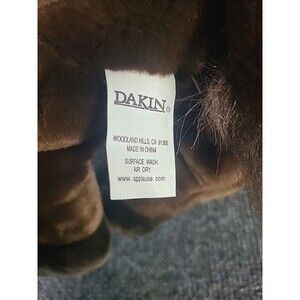 DAKIN®
WOODLAND HILLS, CA 91365
MADE IN CHINA
SURFACE WASH
AIR DRY
www.applause.com